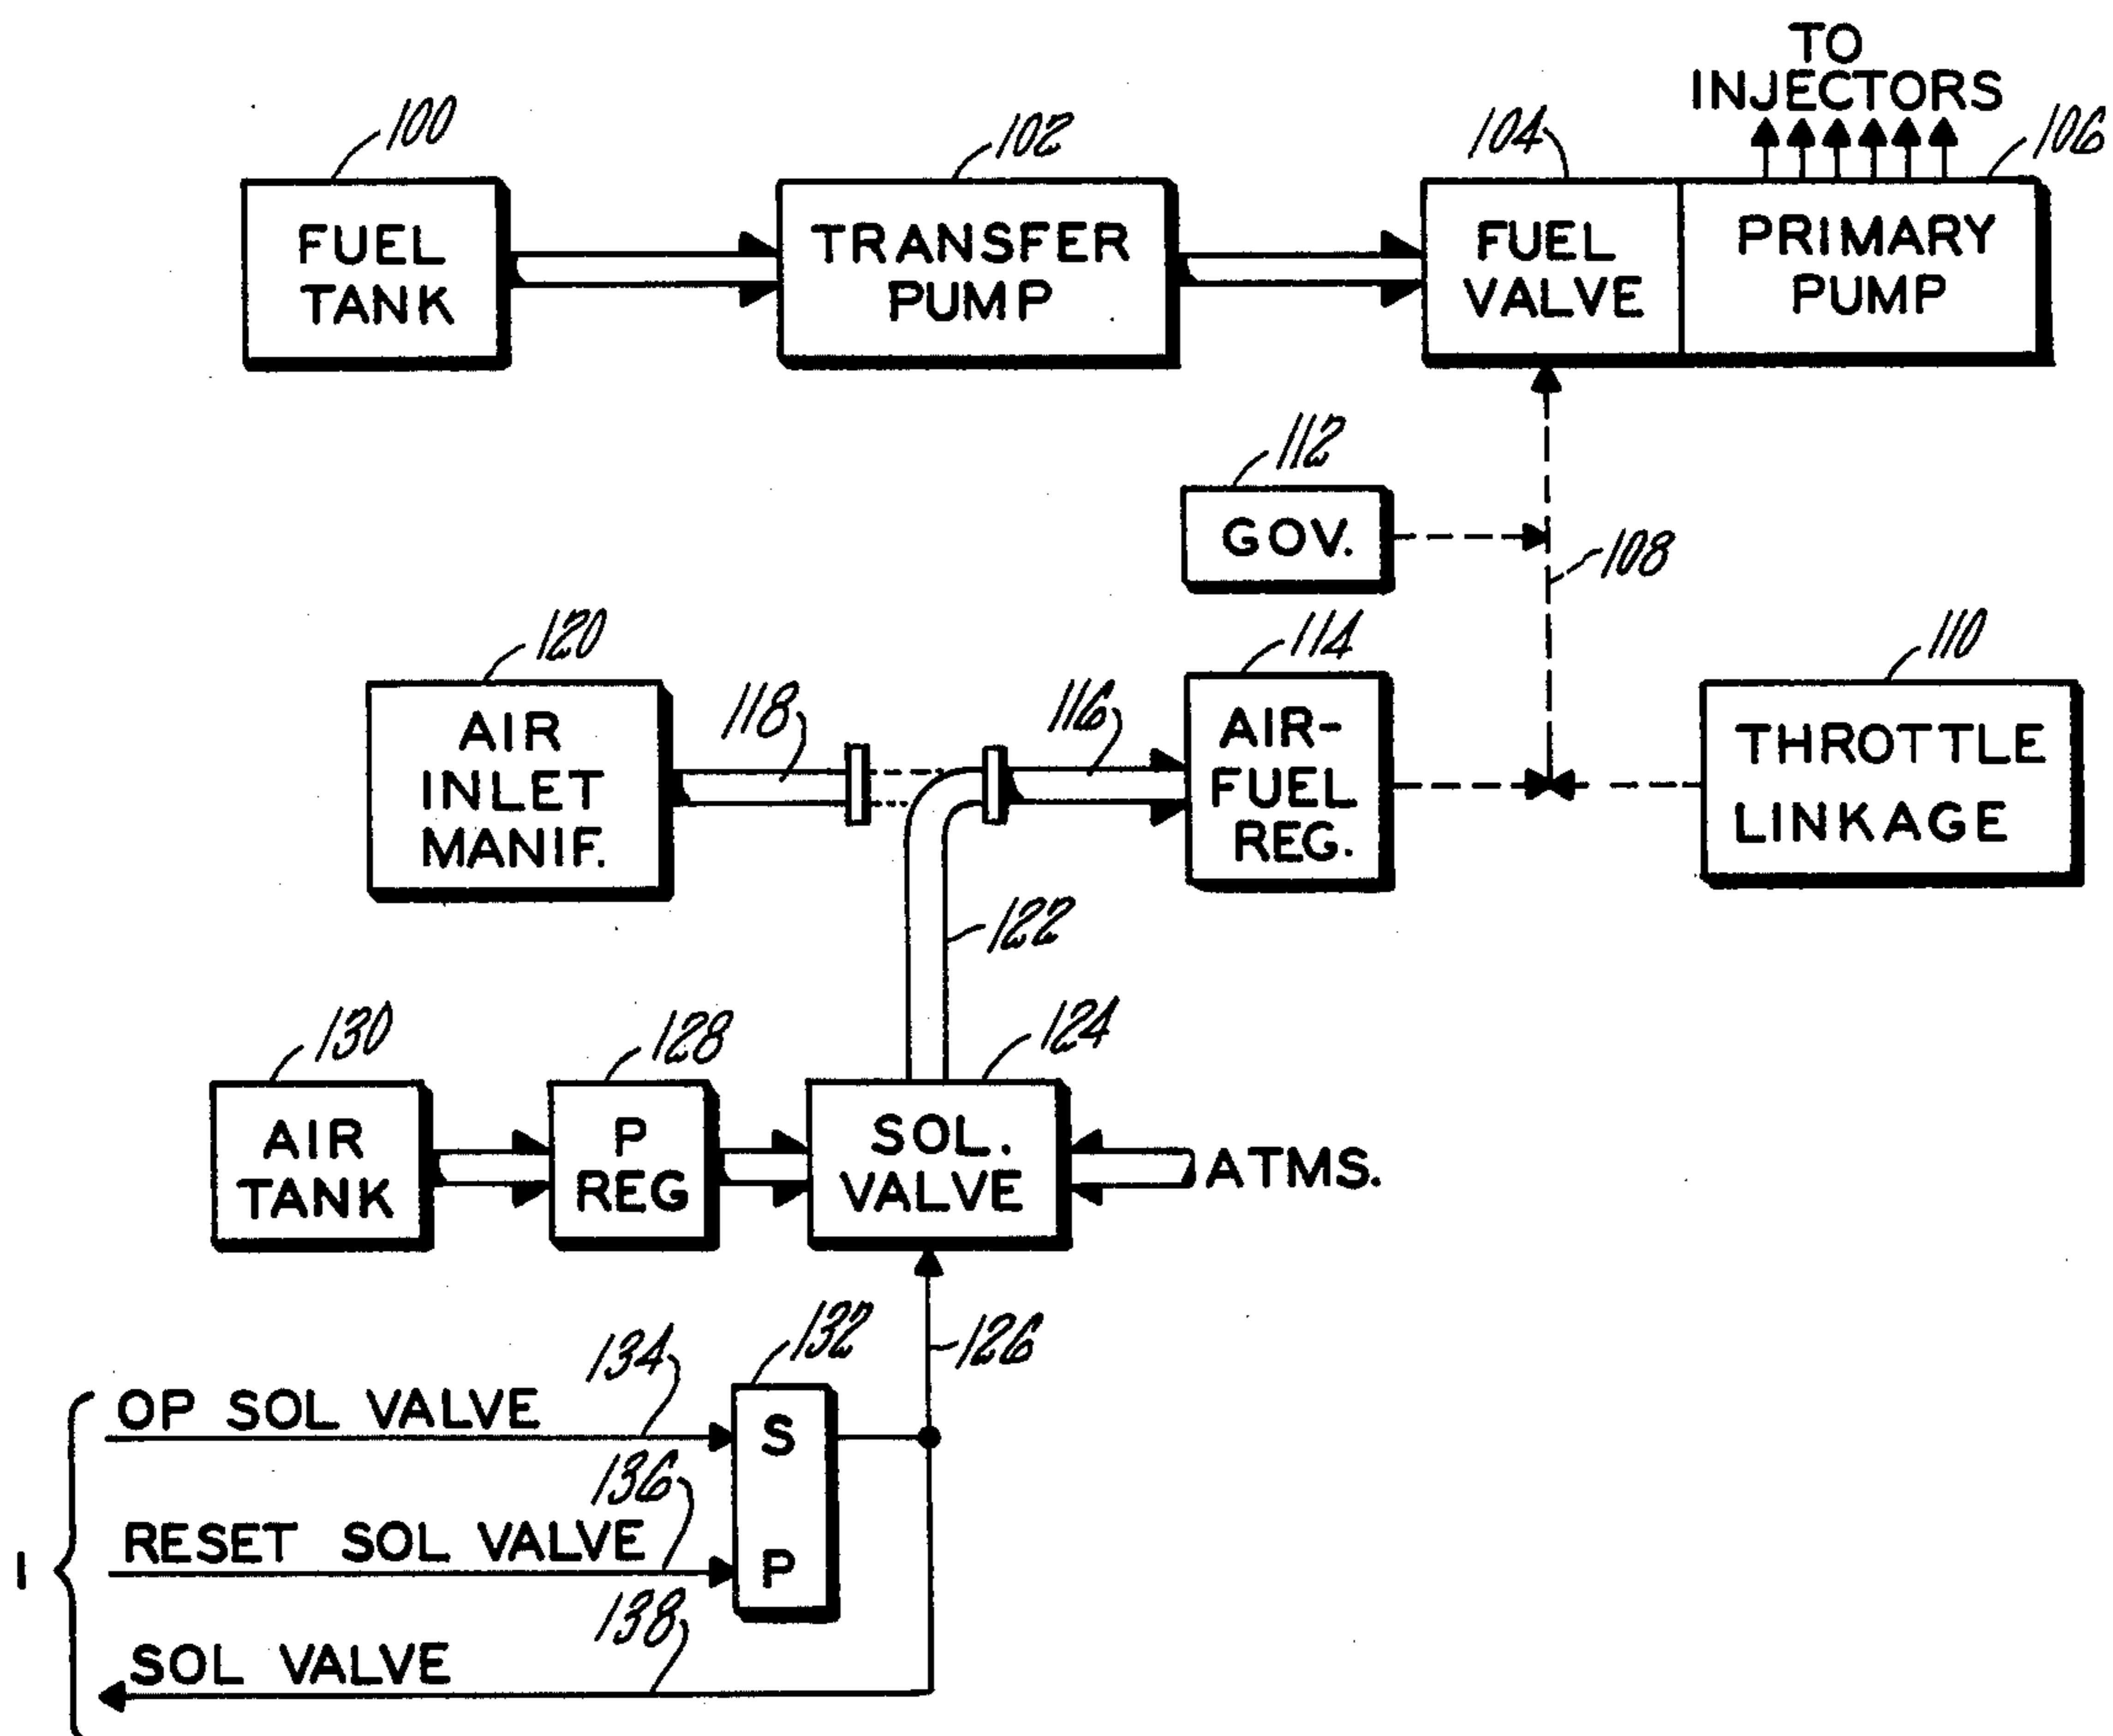 TO
INJECTORS
100
102
104
106
FUEL
TANK
TRANSFER
PUMP
FUEL
VALVE
PRIMARY
PUMP
112
GOV.
108
120
118
116
114
110
AIR
INLET
MANIF.
AIR-
FUEL
REG.
THROTTLE
LINKAGE
122
130
128
124
AIR
TANK
P
REG
SOL.
VALVE
ATMS.
134
132
126
OP SOL VALVE
S
136
RESET SOL VALVE
P
1
138
SOL VALVE